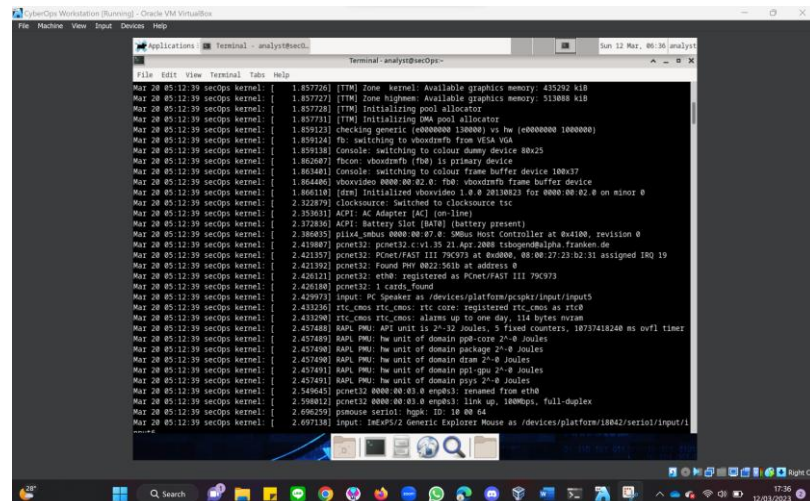 CyberOps Workstation [Running] - Oracle VM VirtualBox
File Machine View Input Devices Help
Applications Terminal - analyst@secO... Sun 12 Mar, 06:36 analyst
Terminal - analyst@secOps:~
File Edit View Terminal Tabs Help
Mar 20 05:12:39 secOps kernel: [ 1.857726] [TTM] Zone kernel: Available graphics memory: 435292 kiB
Mar 20 05:12:39 secOps kernel: [ 1.857727] [TTM] Zone highmem: Available graphics memory: 513088 kiB
Mar 20 05:12:39 secOps kernel: [ 1.857728] [TTM] Initializing pool allocator
Mar 20 05:12:39 secOps kernel: [ 1.857731] [TTM] Initializing DMA pool allocator
Mar 20 05:12:39 secOps kernel: [ 1.859123] checking generic (e0000000 130000) vs hw (e0000000 1000000)
Mar 20 05:12:39 secOps kernel: [ 1.859124] fb: switching to vboxdrmfb from VESA VGA
Mar 20 05:12:39 secOps kernel: [ 1.859138] Console: switching to colour dummy device 80x25
Mar 20 05:12:39 secOps kernel: [ 1.862607] fbcon: vboxdrmfb (fb0) is primary device
Mar 20 05:12:39 secOps kernel: [ 1.863401] Console: switching to colour frame buffer device 100x37
Mar 20 05:12:39 secOps kernel: [ 1.864406] vboxvideo 0000:00:02.0: fb0: vboxdrmfb frame buffer device
Mar 20 05:12:39 secOps kernel: [ 1.866110] [drm] Initialized vboxvideo 1.0.0 20130823 for 0000:00:02.0 on minor 0
Mar 20 05:12:39 secOps kernel: [ 2.322879] clocksource: Switched to clocksource tsc
Mar 20 05:12:39 secOps kernel: [ 2.353631] ACPI: AC Adapter [AC] (on-line)
Mar 20 05:12:39 secOps kernel: [ 2.372836] ACPI: Battery Slot [BAT0] (battery present)
Mar 20 05:12:39 secOps kernel: [ 2.386035] piix4_smbus 0000:00:07.0: SMBus Host Controller at 0x4100, revision 0
Mar 20 05:12:39 secOps kernel: [ 2.419807] pcnet32: pcnet32.c:v1.35 21.Apr.2008 tsbogend@alpha.franken.de
Mar 20 05:12:39 secOps kernel: [ 2.421357] pcnet32: PCnet/FAST III 79C973 at 0xd000, 08:00:27:23:b2:31 assigned IRQ 19
Mar 20 05:12:39 secOps kernel: [ 2.421392] pcnet32: Found PHY 0022:561b at address 0
Mar 20 05:12:39 secOps kernel: [ 2.426121] pcnet32: eth0: registered as PCnet/FAST III 79C973
Mar 20 05:12:39 secOps kernel: [ 2.426180] pcnet32: 1 cards_found
Mar 20 05:12:39 secOps kernel: [ 2.429973] input: PC Speaker as /devices/platform/pcspkr/input/input5
Mar 20 05:12:39 secOps kernel: [ 2.433236] rtc_cmos rtc_cmos: rtc core: registered rtc_cmos as rtc0
Mar 20 05:12:39 secOps kernel: [ 2.433290] rtc_cmos rtc_cmos: alarms up to one day, 114 bytes nvram
Mar 20 05:12:39 secOps kernel: [ 2.457488] RAPL PMU: API unit is 2^-32 Joules, 5 fixed counters, 10737418240 ms ovfl timer
Mar 20 05:12:39 secOps kernel: [ 2.457489] RAPL PMU: hw unit of domain pp0-core 2^-0 Joules
Mar 20 05:12:39 secOps kernel: [ 2.457490] RAPL PMU: hw unit of domain package 2^-0 Joules
Mar 20 05:12:39 secOps kernel: [ 2.457490] RAPL PMU: hw unit of domain dram 2^-0 Joules
Mar 20 05:12:39 secOps kernel: [ 2.457491] RAPL PMU: hw unit of domain pp1-gpu 2^-0 Joules
Mar 20 05:12:39 secOps kernel: [ 2.457491] RAPL PMU: hw unit of domain psys 2^-0 Joules
Mar 20 05:12:39 secOps kernel: [ 2.549645] pcnet32 0000:00:03.0 enp0s3: renamed from eth0
Mar 20 05:12:39 secOps kernel: [ 2.598012] pcnet32 0000:00:03.0 enp0s3: link up, 100Mbps, full-duplex
Mar 20 05:12:39 secOps kernel: [ 2.696259] psmouse serio1: hgpk: ID: 10 00 64
Mar 20 05:12:39 secOps kernel: [ 2.697138] input: ImExPS/2 Generic Explorer Mouse as /devices/platform/i8042/serio1/input/i
nput6
Right C
28°
Search
17:36
12/03/2023